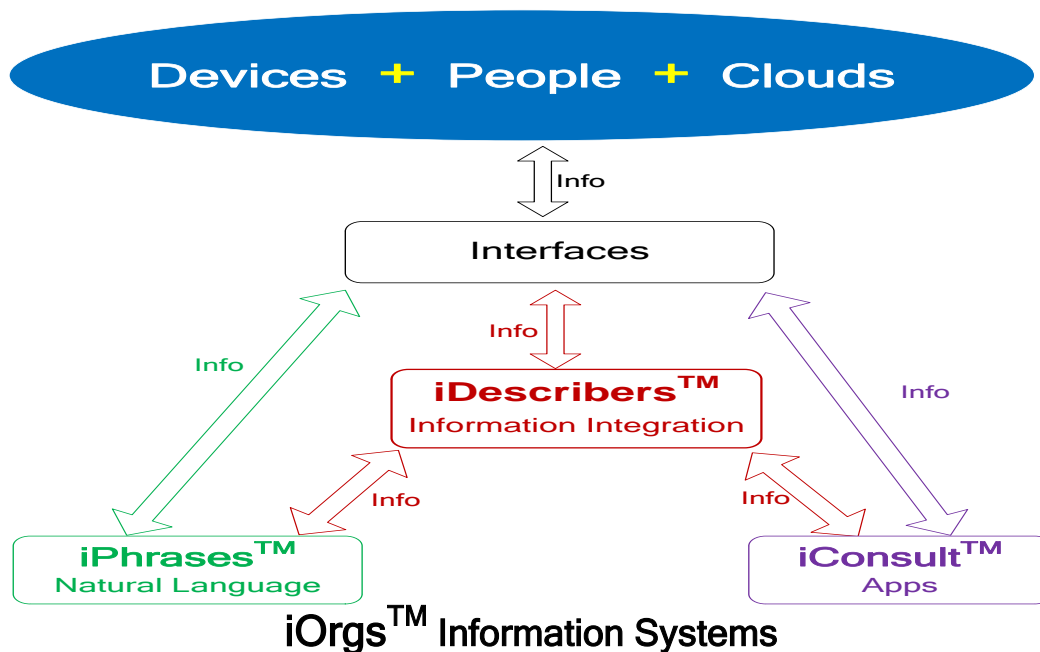 Devices + People + Clouds
Info
Interfaces
Info
Info
Info
iDescribers™
Information Integration
Info
Info
iPhrases™
Natural Language
iConsult™
Apps
iOrgs™ Information Systems